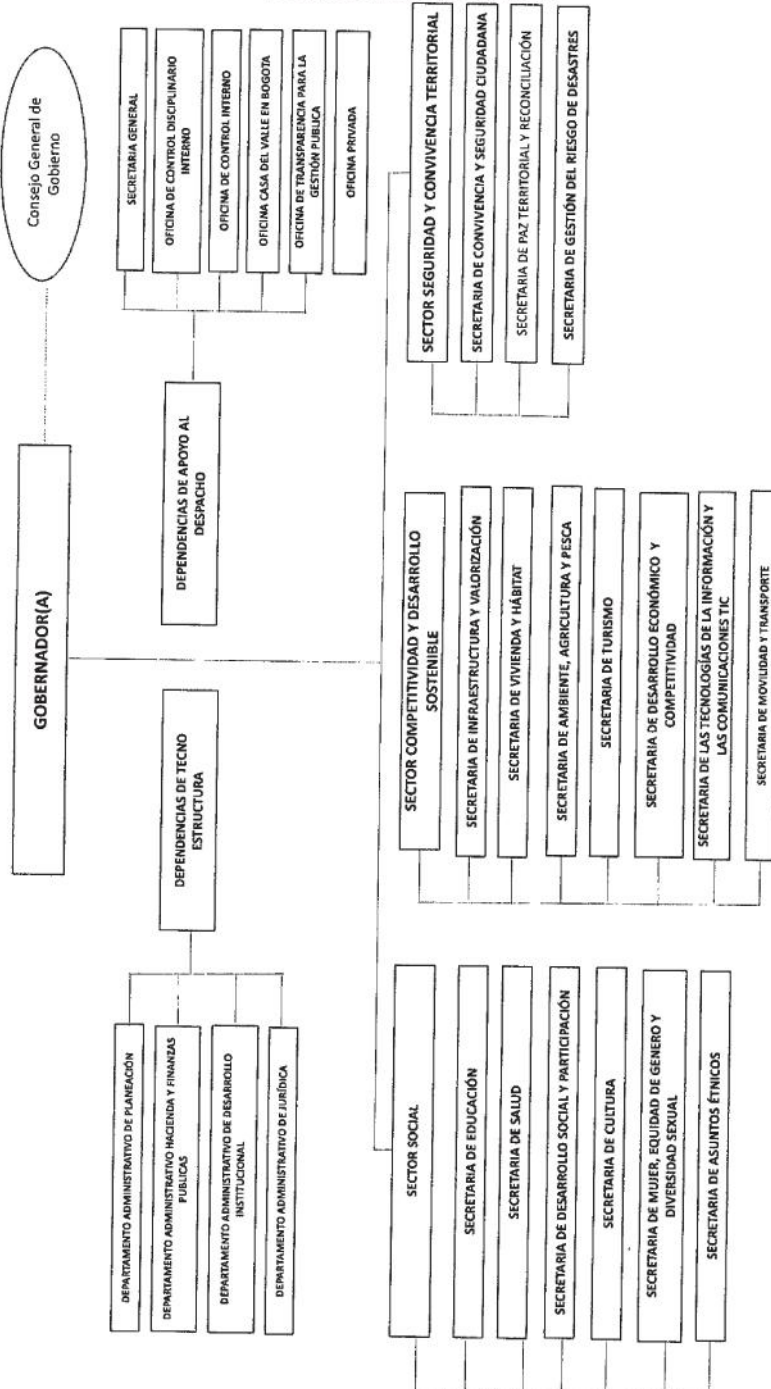 GOBERNADOR(A)
Consejo General de
Gobierno
DEPENDENCIAS DE TECNO
ESTRUCTURA
DEPARTAMENTO ADMINISTRATIVO DE PLANEACIÓN
DEPARTAMENTO ADMINISTRATIVO HACIENDA Y FINANZAS
PUBLICAS
DEPARTAMENTO ADMINISTRATIVO DE DESARROLLO
INSTITUCIONAL
DEPARTAMENTO ADMINISTRATIVO DE JURÍDICA
DEPENDENCIAS DE APOYO AL
DESPACHO
SECRETARIA GENERAL
OFICINA DE CONTROL DISCIPLINARIO
INTERNO
OFICINA DE CONTROL INTERNO
OFICINA CASA DEL VALLE EN BOGOTA
OFICINA DE TRANSPARENCIA PARA LA
GESTIÓN PUBLICA
OFICINA PRIVADA
SECTOR SOCIAL
SECRETARIA DE EDUCACIÓN
SECRETARIA DE SALUD
SECRETARIA DE DESARROLLO SOCIAL Y PARTICIPACIÓN
SECRETARIA DE CULTURA
SECRETARIA DE MUJER, EQUIDAD DE GENERO Y
DIVERSIDAD SEXUAL
SECRETARIA DE ASUNTOS ÉTNICOS
SECTOR COMPETITIVIDAD Y DESARROLLO
SOSTENIBLE
SECRETARIA DE INFRAESTRUCTURA Y VALORIZACIÓN
SECRETARIA DE VIVIENDA Y HÁBITAT
SECRETARIA DE AMBIENTE, AGRICULTURA Y PESCA
SECRETARIA DE TURISMO
SECRETARIA DE DESARROLLO ECONÓMICO Y
COMPETITIVIDAD
SECRETARIA DE LAS TECNOLOGÍAS DE LA INFORMACIÓN Y
LAS COMUNICACIONES TIC
SECRETARIA DE MOVILIDAD Y TRANSPORTE
SECTOR SEGURIDAD Y CONVIVENCIA TERRITORIAL
SECRETARIA DE CONVIVENCIA Y SEGURIDAD CIUDADANA
SECRETARIA DE PAZ TERRITORIAL Y RECONCILIACIÓN
SECRETARIA DE GESTIÓN DEL RIESGO DE DESASTRES